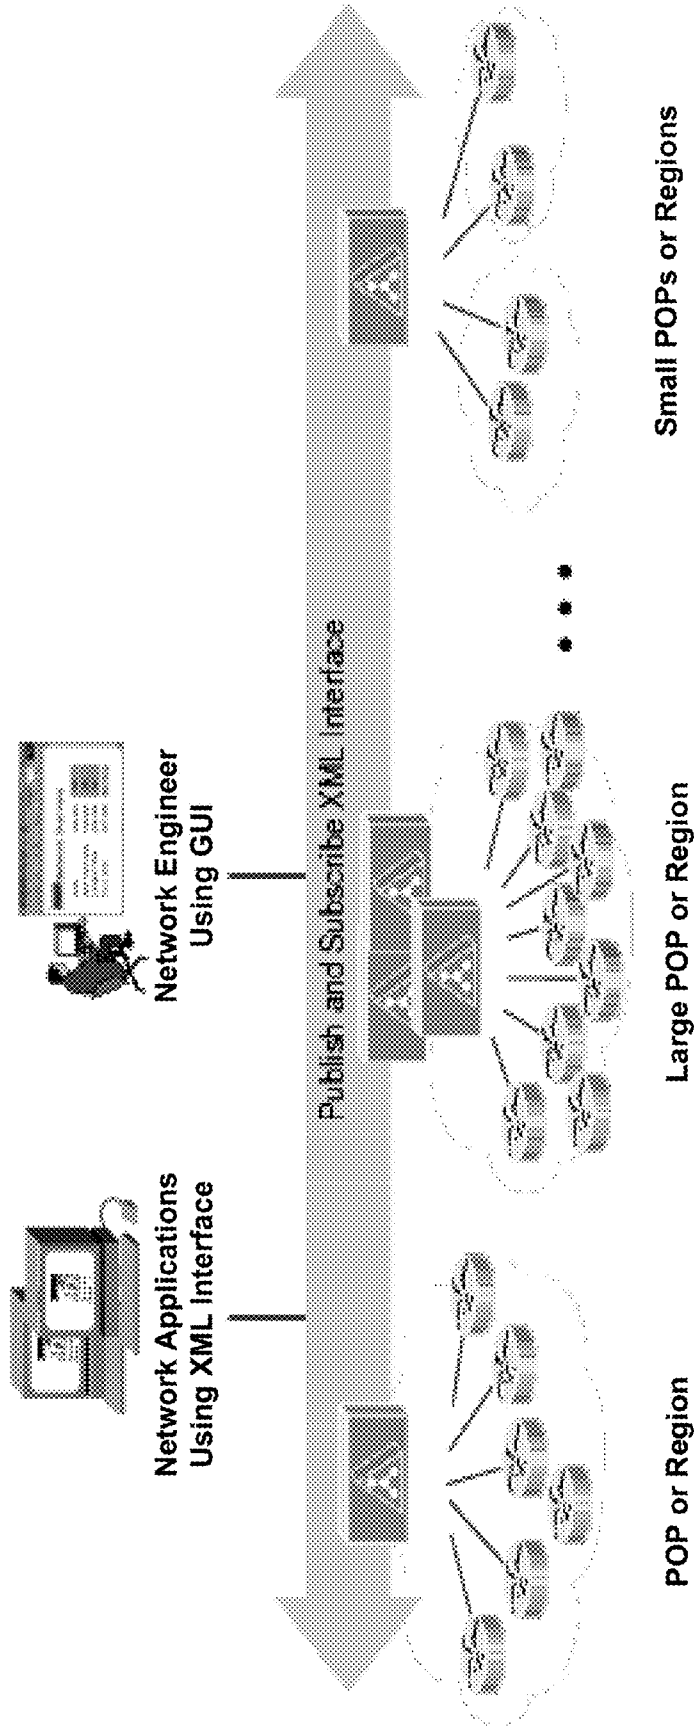 Network Applications
Using XML Interface
Network Engineer
Using GUI
Publish and Subscribe XML Interface
POP or Region
Large POP or Region
Small POPs or Regions